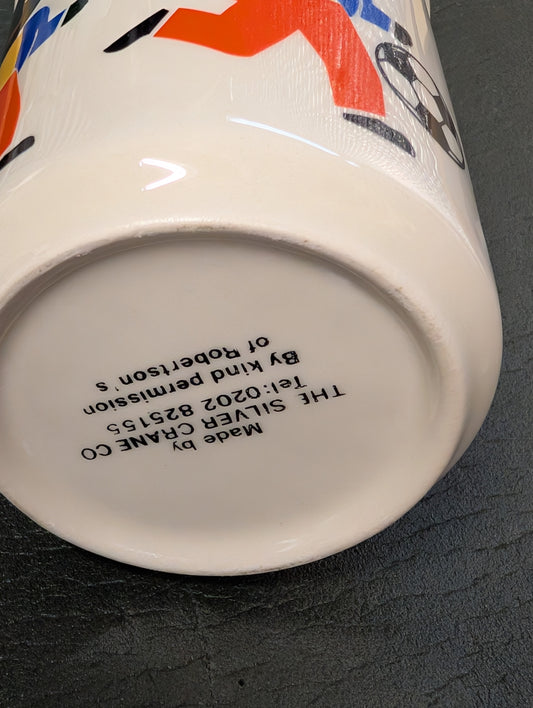 Made by
THE SILVER CRANE CO
Tel:0202 825155
By kind permission
of Robertson's